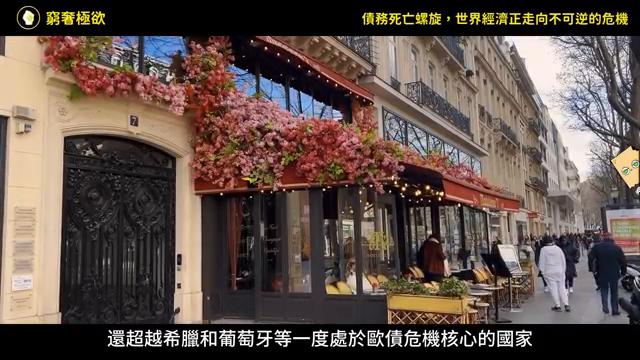 窮奢極欲
債務死亡螺旋，世界經濟正走向不可逆的危機
7
還超越希臘和葡萄牙等一度處於歐債危機核心的國家